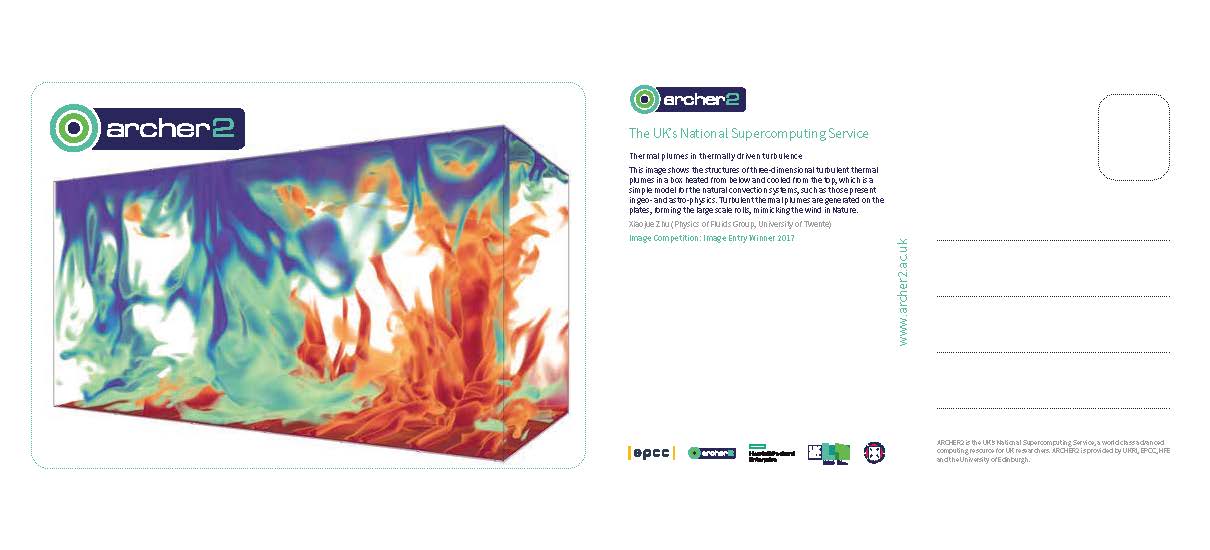 archer2
archer2
The UK's National Supercomputing Service
Thermal plumes in thermally driven turbulence
This image shows the structures of three-dimensional turbulent thermal
plumes in a box heated from below and cooled from the top, which is a
simple model for the natural convection systems, such as those present
in geo- and astro-physics. Turbulent thermal plumes are generated on the
plates, forming the large scale rolls, mimicking the wind in Nature.
Xiaojue Zhu (Physics of Fluids Group, University of Twente)
Image Competition: Image Entry Winner 2017
www.archer2.ac.uk
epcc
archer2
Hewlett Packard
Enterprise
UK
ARCHER2 is the UK's National Supercomputing Service, a world class advanced
computing resource for UK researchers. ARCHER2 is provided by UKRI, EPCC, HPE
and the University of Edinburgh.